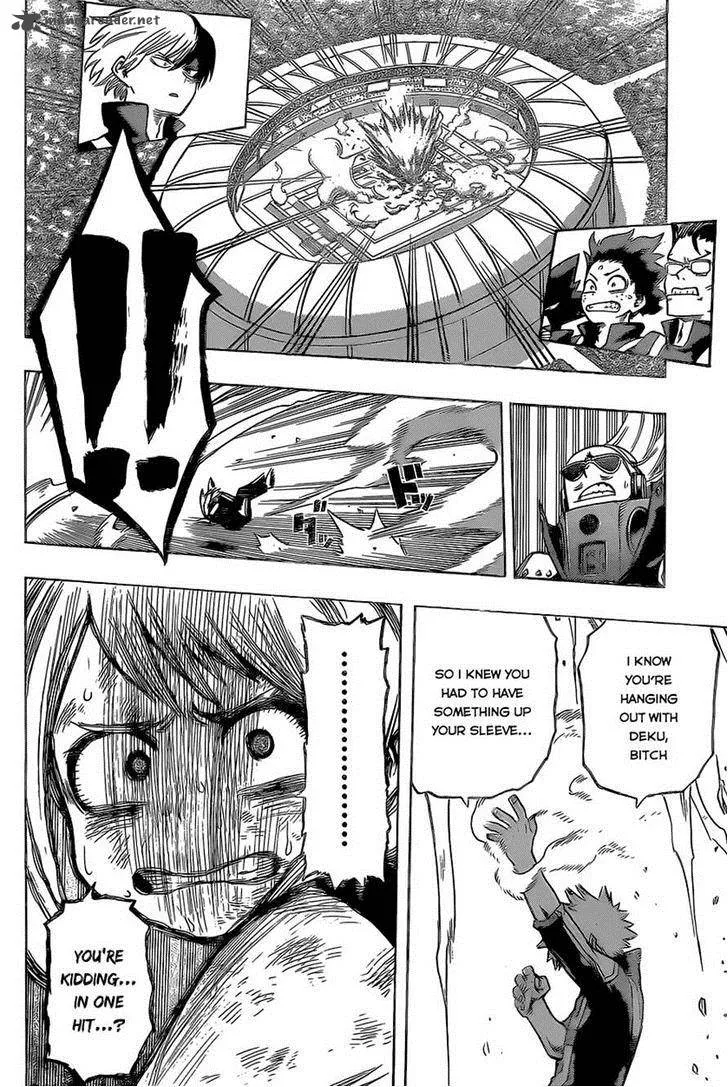 mangareader.net
!!
ドドッ
I KNOW
YOU'RE
HANGING
OUT WITH
DEKU,
BITCH
SO I KNEW YOU
HAD TO HAVE
SOMETHING UP
YOUR SLEEVE...
..........
YOU'RE
KIDDING...
IN ONE
HIT...?